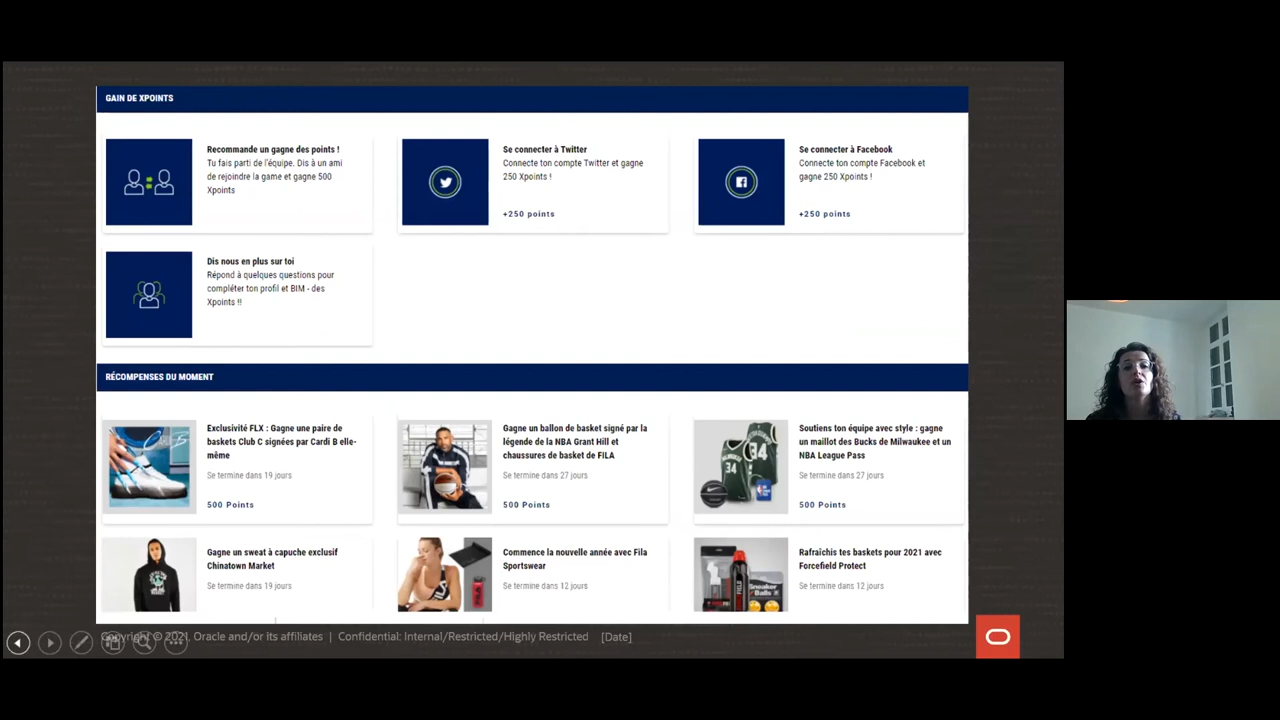 GAIN DE XPOINTS
Recommande un gagne des points !
Tu fais parti de l'équipe. Dis à un ami
de rejoindre la game et gagne 500
Xpoints
Se connecter à Twitter
Connecte ton compte Twitter et gagne
250 Xpoints !
+250 points
Se connecter à Facebook
Connecte ton compte Facebook et
gagne 250 Xpoints !
+250 points
Dis nous en plus sur toi
Répond à quelques questions pour
compléter ton profil et BIM - des
Xpoints !!
RÉCOMPENSES DU MOMENT
Exclusivité FLX : Gagne une paire de
baskets Club C signées par Cardi B elle-
même
Se termine dans 19 jours
500 Points
Gagne un ballon de basket signé par la
légende de la NBA Grant Hill et
chaussures de basket de FILA
Se termine dans 27 jours
500 Points
Soutiens ton équipe avec style : gagne
un maillot des Bucks de Milwaukee et un
NBA League Pass
Se termine dans 27 jours
500 Points
34
34
Gagne un sweat à capuche exclusif
Chinatown Market
Se termine dans 19 jours
Commence la nouvelle année avec Fila
Sportswear
Se termine dans 12 jours
Rafraîchis tes baskets pour 2021 avec
Forcefield Protect
Se termine dans 12 jours
Sneaker
Balls
Copyright © 2021, Oracle and/or its affiliates | Confidential: Internal/Restricted/Highly Restricted [Date]